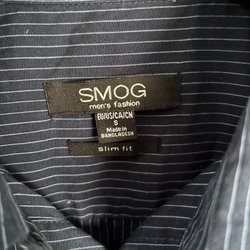 SMOG
men's fashion
EU/US/CA/CN
S
Made in
BANGLADESH
slim fit